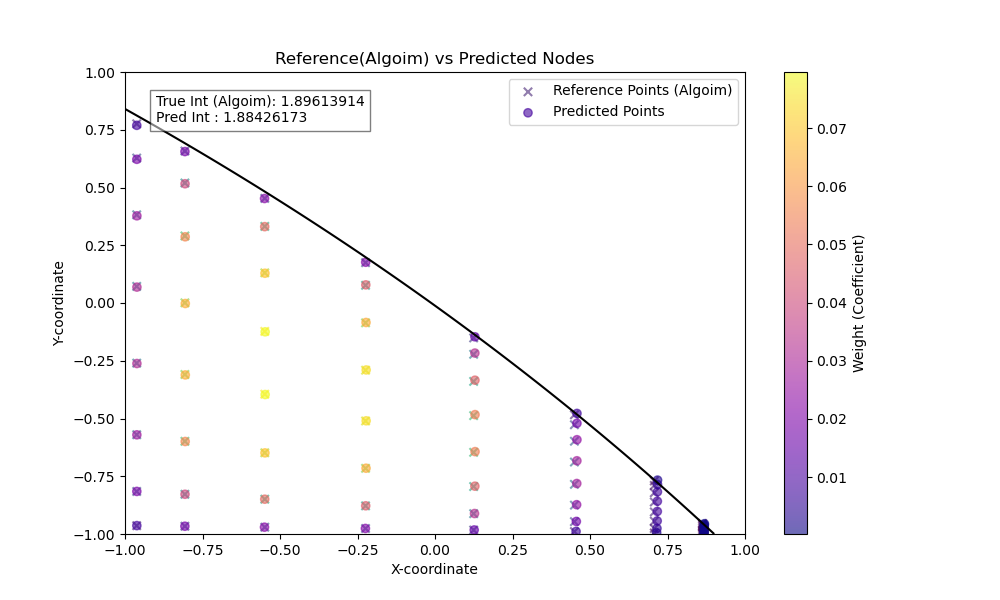 Reference(Algoim) vs Predicted Nodes
True Int (Algoim): 1.89613914
Pred Int : 1.88426173
Reference Points (Algoim)
Predicted Points
1.00
0.75
0.50
0.25
0.00
−0.25
−0.50
−0.75
−1.00
Y-coordinate
−1.00 −0.75 −0.50 −0.25 0.00 0.25 0.50 0.75 1.00
X-coordinate
0.07
0.06
0.05
0.04
0.03
0.02
0.01
Weight (Coefficient)